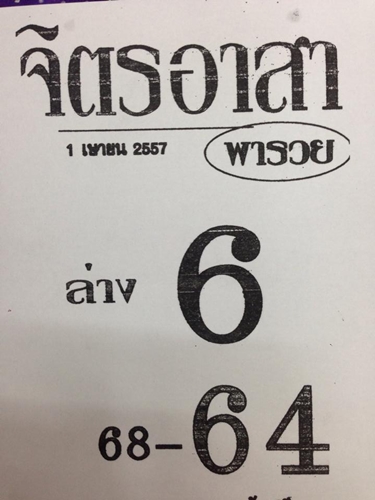 จิตรอาสา
1 เมษายน 2557
พารวย
ล่าง 6
68-64